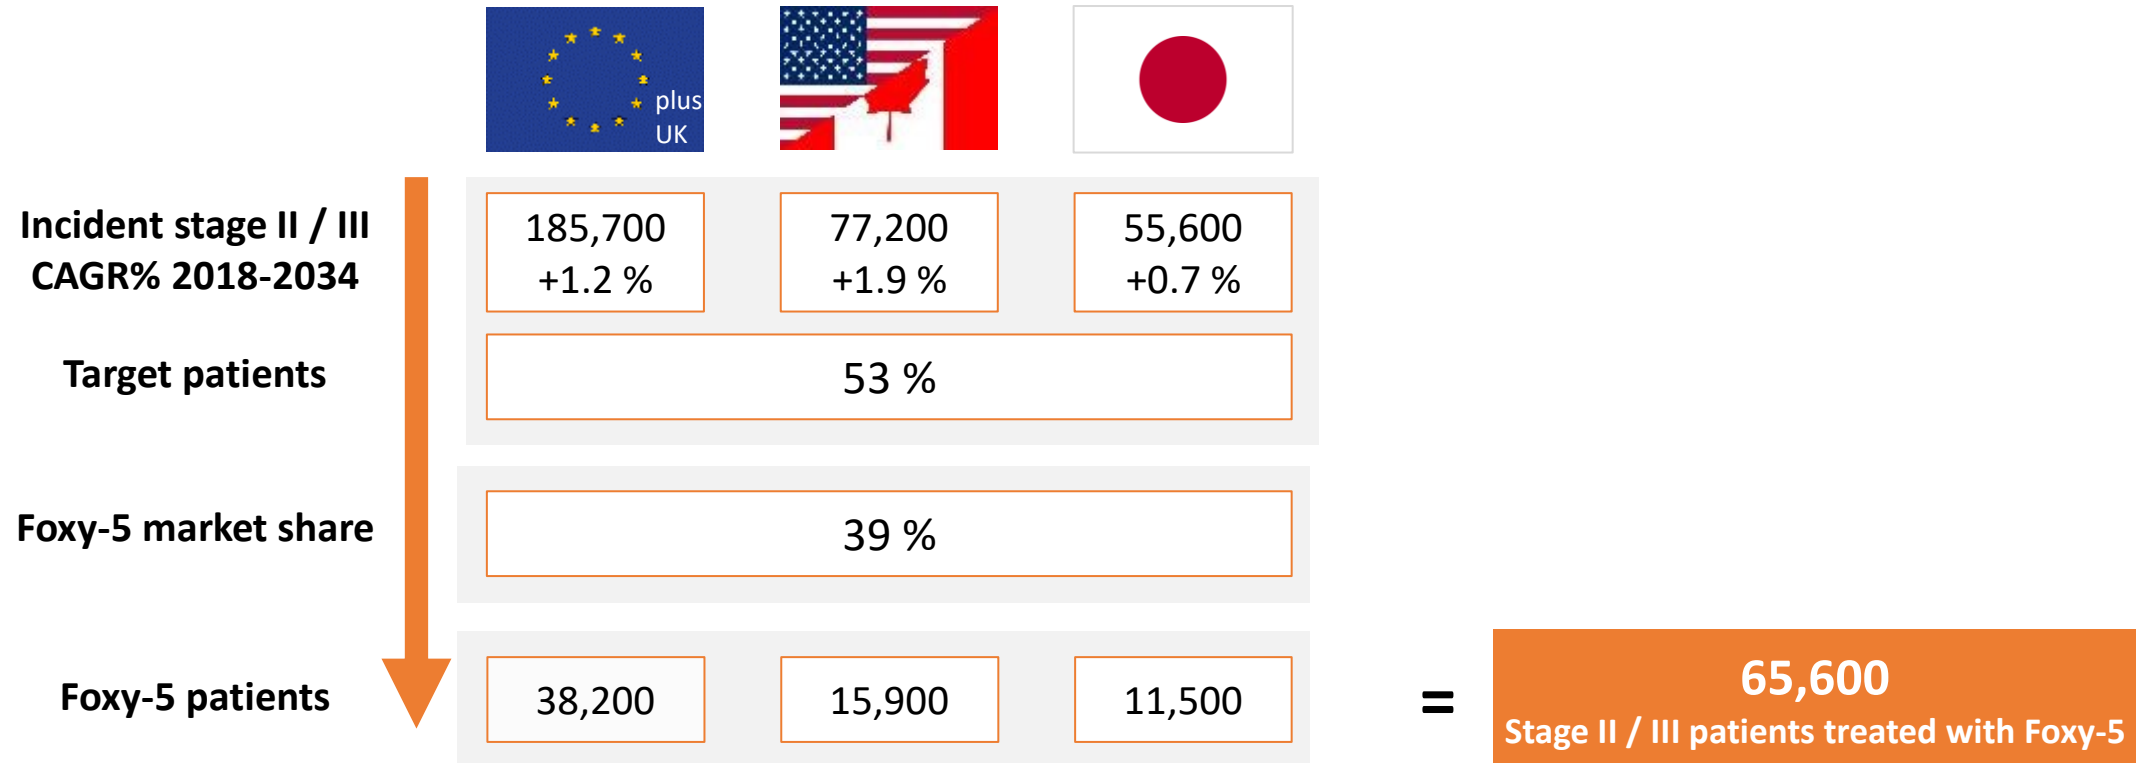 plus
UK
Incident stage II / III
CAGR% 2018-2034
185,700
+1.2 %
77,200
+1.9 %
55,600
+0.7 %
Target patients
53 %
Foxy-5 market share
39 %
Foxy-5 patients
38,200
15,900
11,500
=
65,600
Stage II / III patients treated with Foxy-5